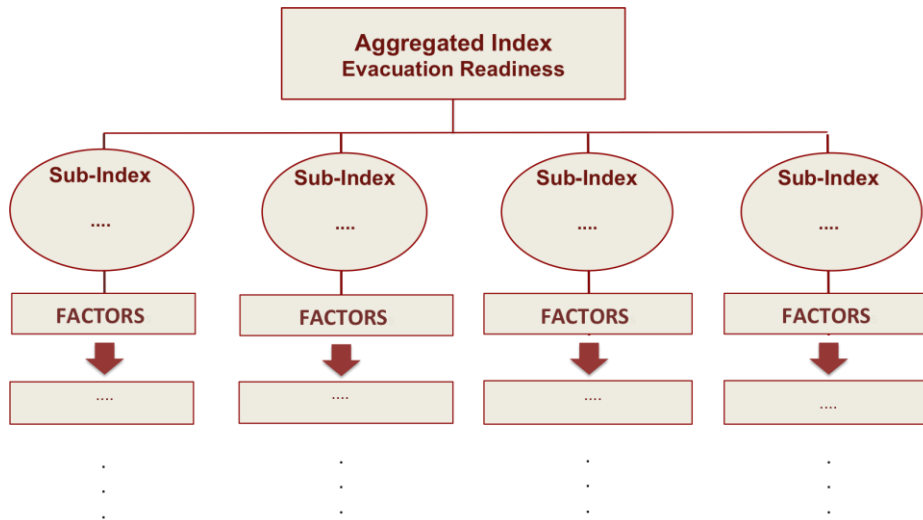 Aggregated Index
Evacuation Readiness
Sub-Index
....
Sub-Index
....
Sub-Index
....
Sub-Index
....
FACTORS
FACTORS
FACTORS
FACTORS
....
....
....
....
.
.
.
.
.
.
.
.
.
.
.
.